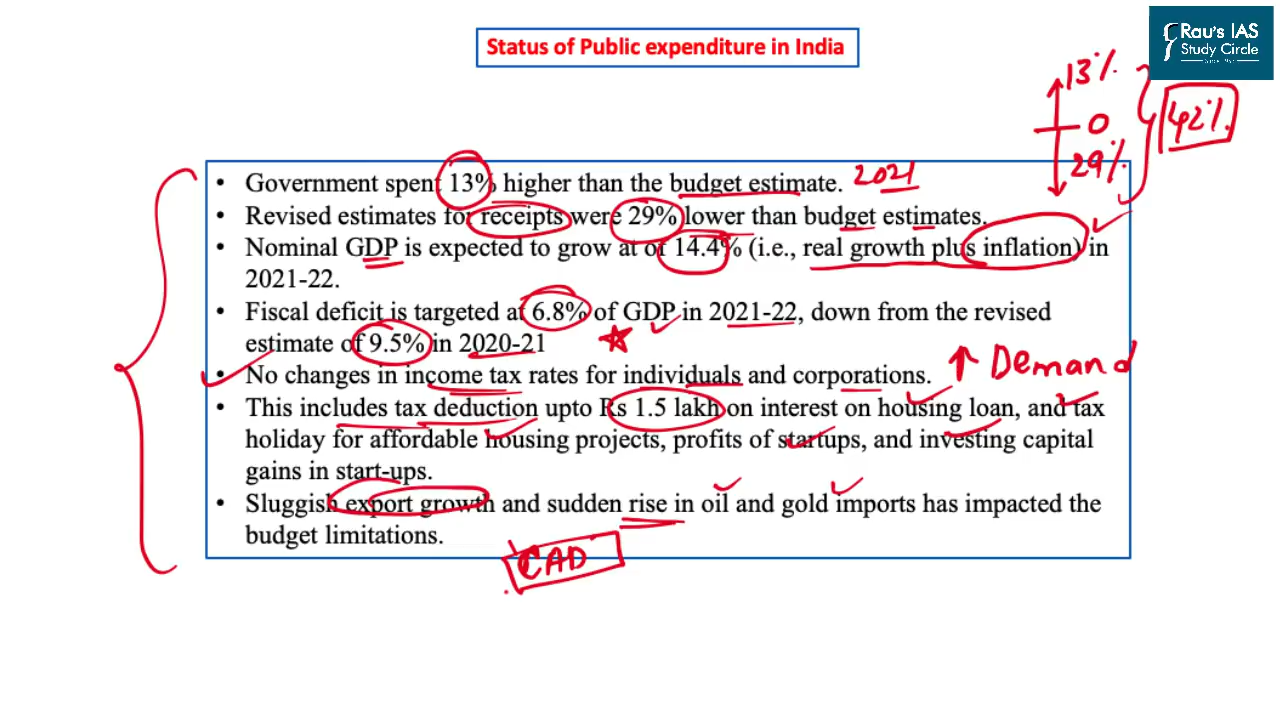 Status of Public expenditure in India
Rau's IAS
Study Circle
13%
0
29%
42%
• Government spent 13% higher than the budget estimate. 2021
• Revised estimates for receipts were 29% lower than budget estimates.
• Nominal GDP is expected to grow at of 14.4% (i.e., real growth plus inflation) in
2021-22.
• Fiscal deficit is targeted at 6.8% of GDP in 2021-22, down from the revised
estimate of 9.5% in 2020-21
• No changes in income tax rates for individuals and corporations. ↑ Demand
• This includes tax deduction upto Rs 1.5 lakh on interest on housing loan, and tax
holiday for affordable housing projects, profits of startups, and investing capital
gains in start-ups.
• Sluggish export growth and sudden rise in oil and gold imports has impacted the
budget limitations.
CAD